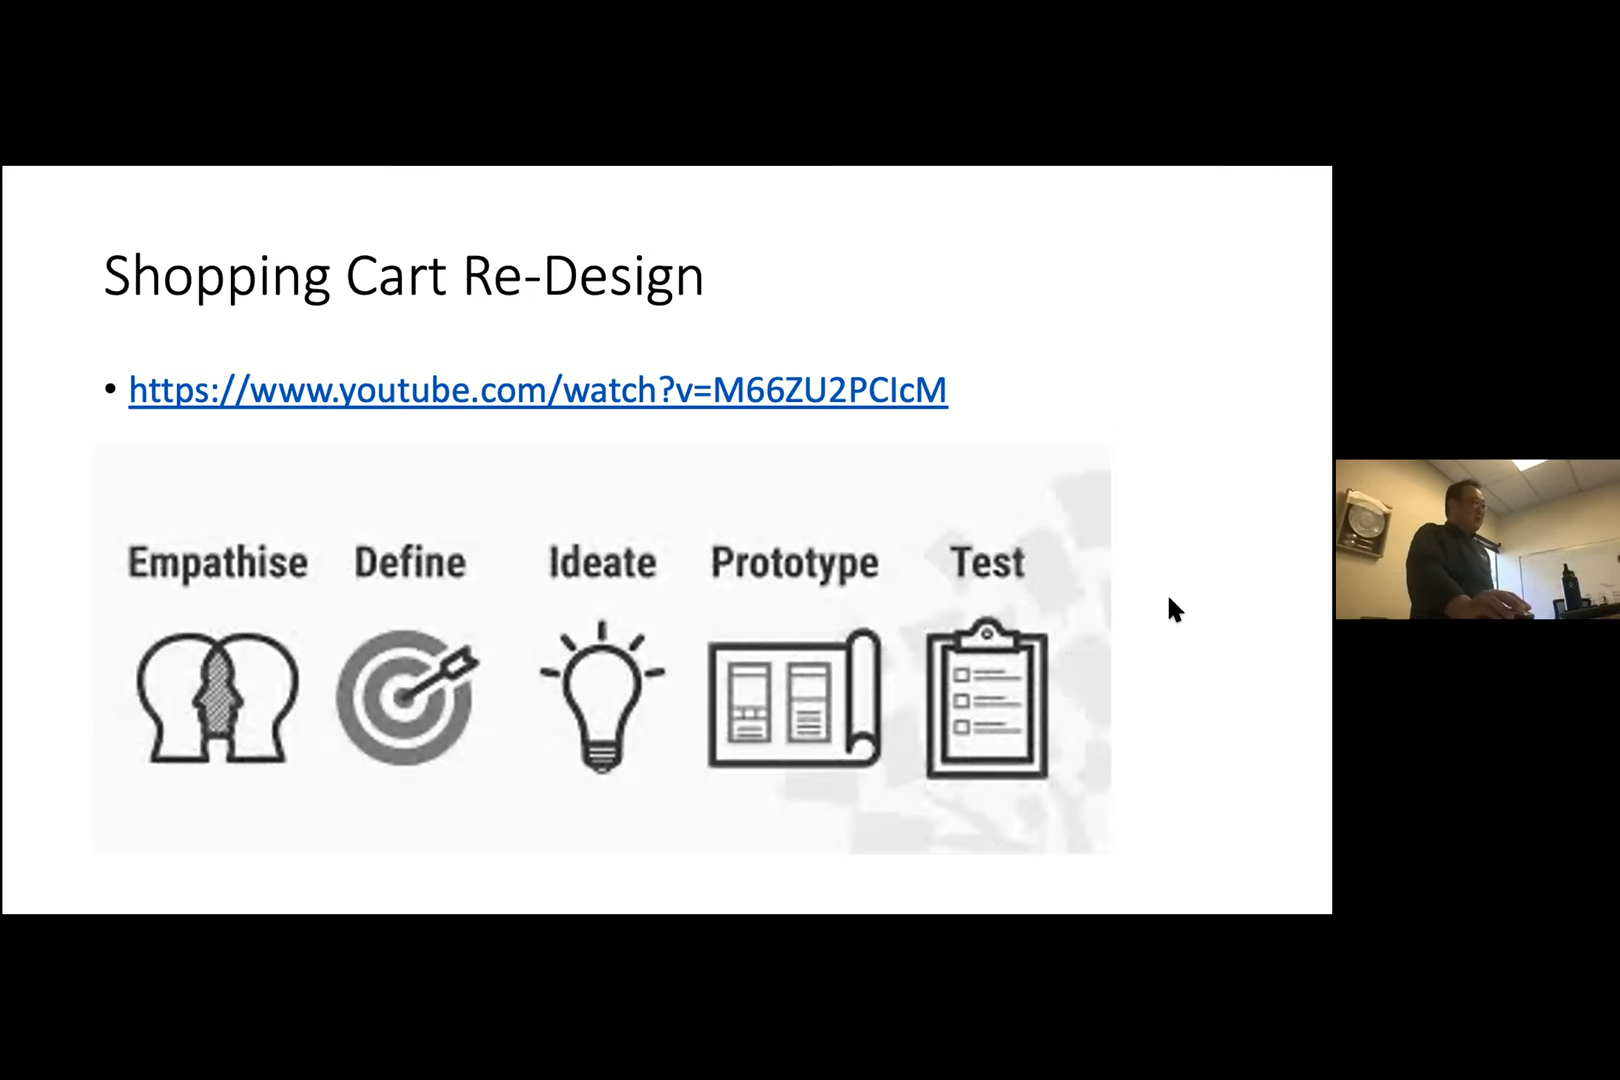 Shopping Cart Re-Design
• https://www.youtube.com/watch?v=M66ZU2PCIcM
Empathise Define Ideate Prototype Test